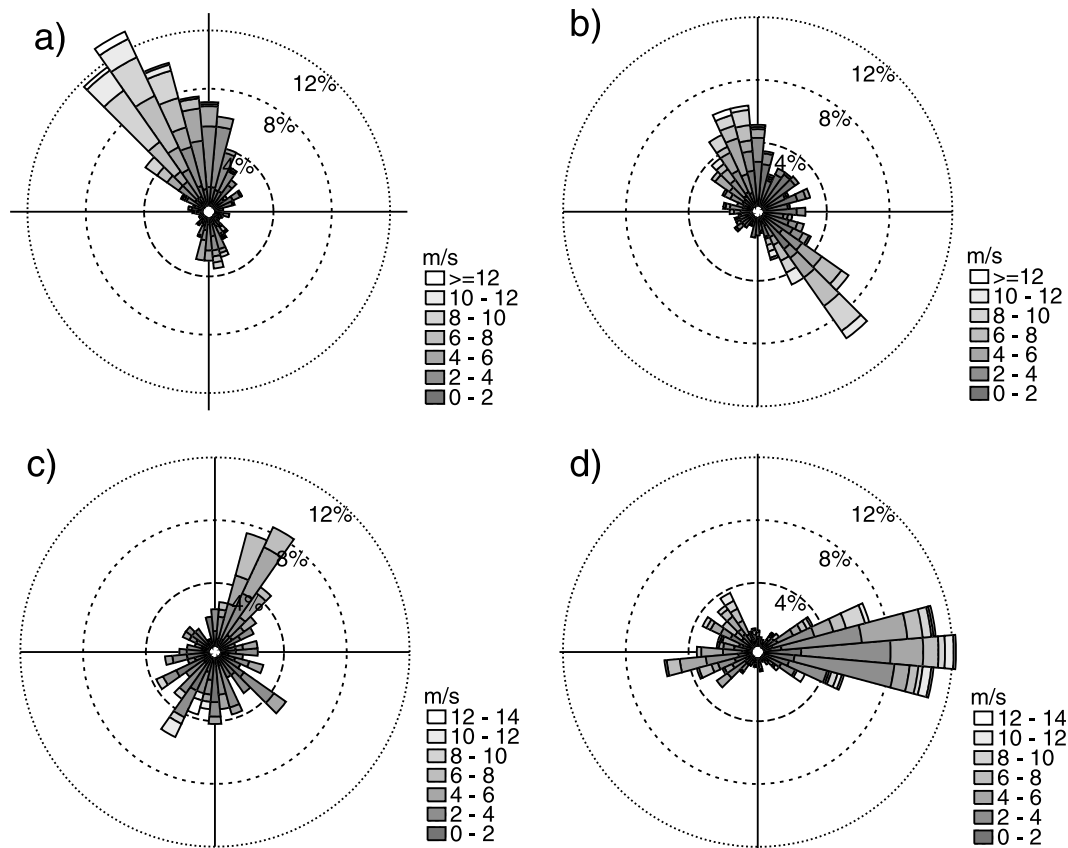 a)
12%
8%
4%
m/s
>=12
10 - 12
8 - 10
6 - 8
4 - 6
2 - 4
0 - 2
b)
12%
8%
4%
m/s
>=12
10 - 12
8 - 10
6 - 8
4 - 6
2 - 4
0 - 2
c)
12%
8%
4%
m/s
12 - 14
10 - 12
8 - 10
6 - 8
4 - 6
2 - 4
0 - 2
d)
12%
8%
4%
m/s
12 - 14
10 - 12
8 - 10
6 - 8
4 - 6
2 - 4
0 - 2